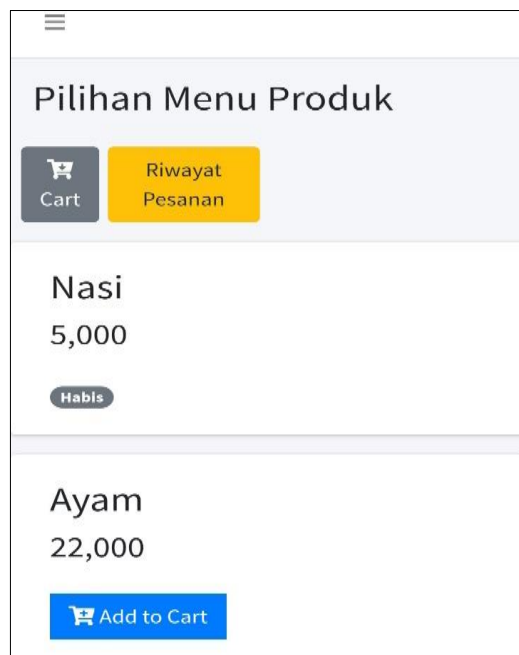 Pilihan Menu Produk
Cart
Riwayat
Pesanan
Nasi
5,000
Habis
Ayam
22,000
Add to Cart